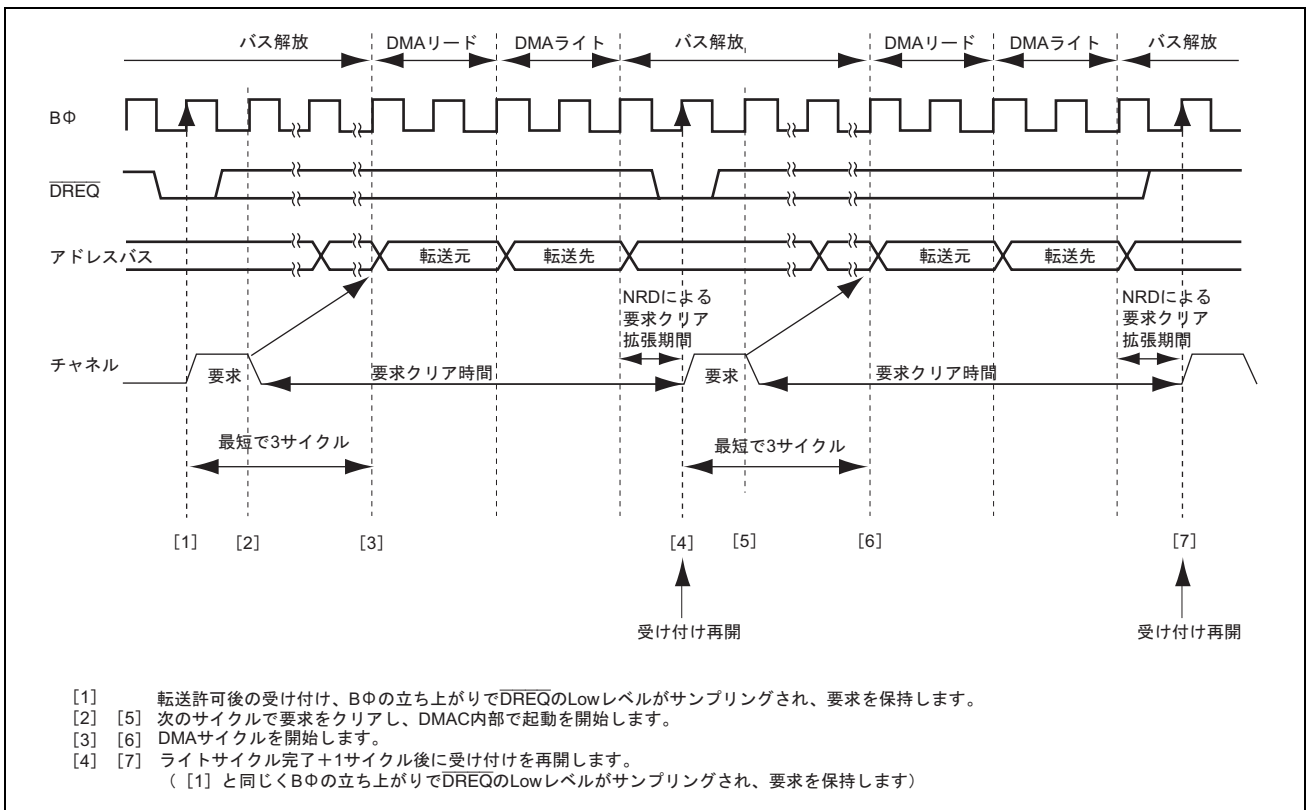 バス解放 DMAリード DMAライト バス解放 DMAリード DMAライト バス解放
BΦ
DREQ
アドレスバス 転送元 転送先 転送元 転送先
NRDによる
要求クリア
拡張期間
NRDによる
要求クリア
拡張期間
チャネル 要求 要求クリア時間 要求 要求クリア時間
最短で3サイクル 最短で3サイクル
[1] [2] [3] [4] [5] [6] [7]
受け付け再開 受け付け再開
[1] 転送許可後の受け付け、BΦの立ち上がりでDREQのLowレベルがサンプリングされ、要求を保持します。
[2] [5] 次のサイクルで要求をクリアし、DMAC内部で起動を開始します。
[3] [6] DMAサイクルを開始します。
[4] [7] ライトサイクル完了+1サイクル後に受け付けを再開します。
([1]と同じくBΦの立ち上がりでDREQのLowレベルがサンプリングされ、要求を保持します)